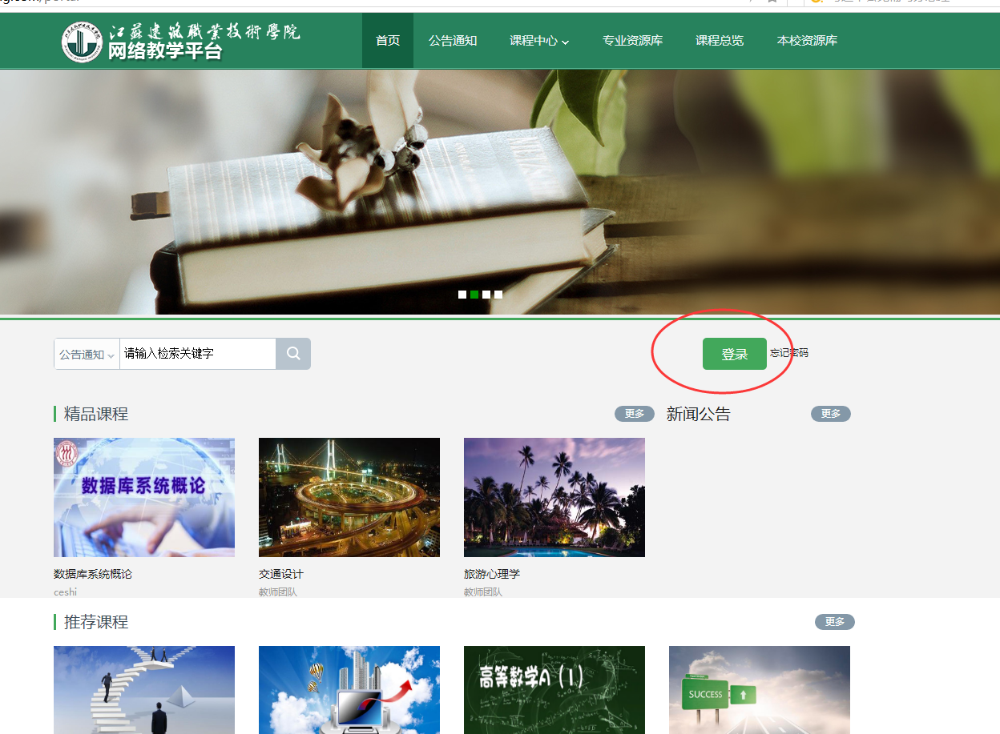 江苏建筑職業技術學院
网络教学平台
首页
公告通知
课程中心
专业资源库
课程总览
本校资源库
公告通知
请输入检索关键字
登录
忘记密码
精品课程
更多
新闻公告
更多
数据库系统概论
数据库系统概论
ceshi
交通设计
教师团队
旅游心理学
教师团队
推荐课程
更多
高等数学A（1）
SUCCESS